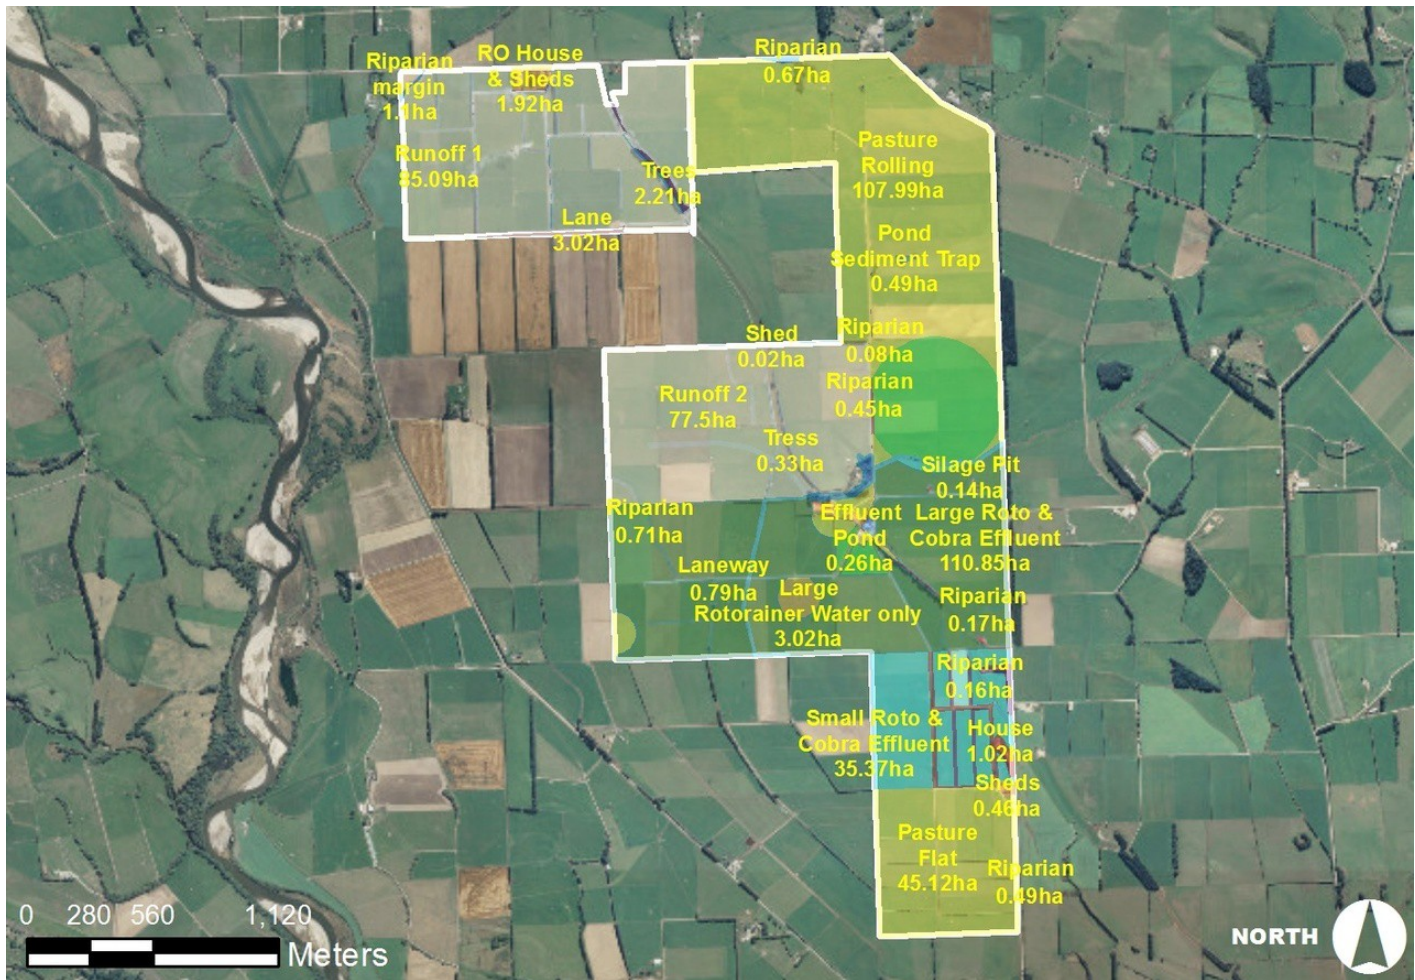 Riparian
margin
1.1ha
RO House
& Sheds
1.92ha
Riparian
0.67ha
Runoff 1
85.09ha
Trees
2.21ha
Lane
3.02ha
Pasture
Rolling
107.99ha
Pond
Sediment Trap
0.49ha
Shed
0.02ha
Riparian
0.08ha
Riparian
0.45ha
Runoff 2
77.5ha
Tress
0.33ha
Silage Pit
0.14ha
Riparian
0.71ha
Effluent
Pond
0.26ha
Large Roto &
Cobra Effluent
110.85ha
Laneway
0.79ha
Large
Rotorainer Water only
3.02ha
Riparian
0.17ha
Riparian
0.16ha
Small Roto &
Cobra Effluent
35.37ha
House
1.02ha
Sheds
0.46ha
Pasture
Flat
45.12ha
Riparian
0.49ha
0 280 560 1,120
Meters
NORTH